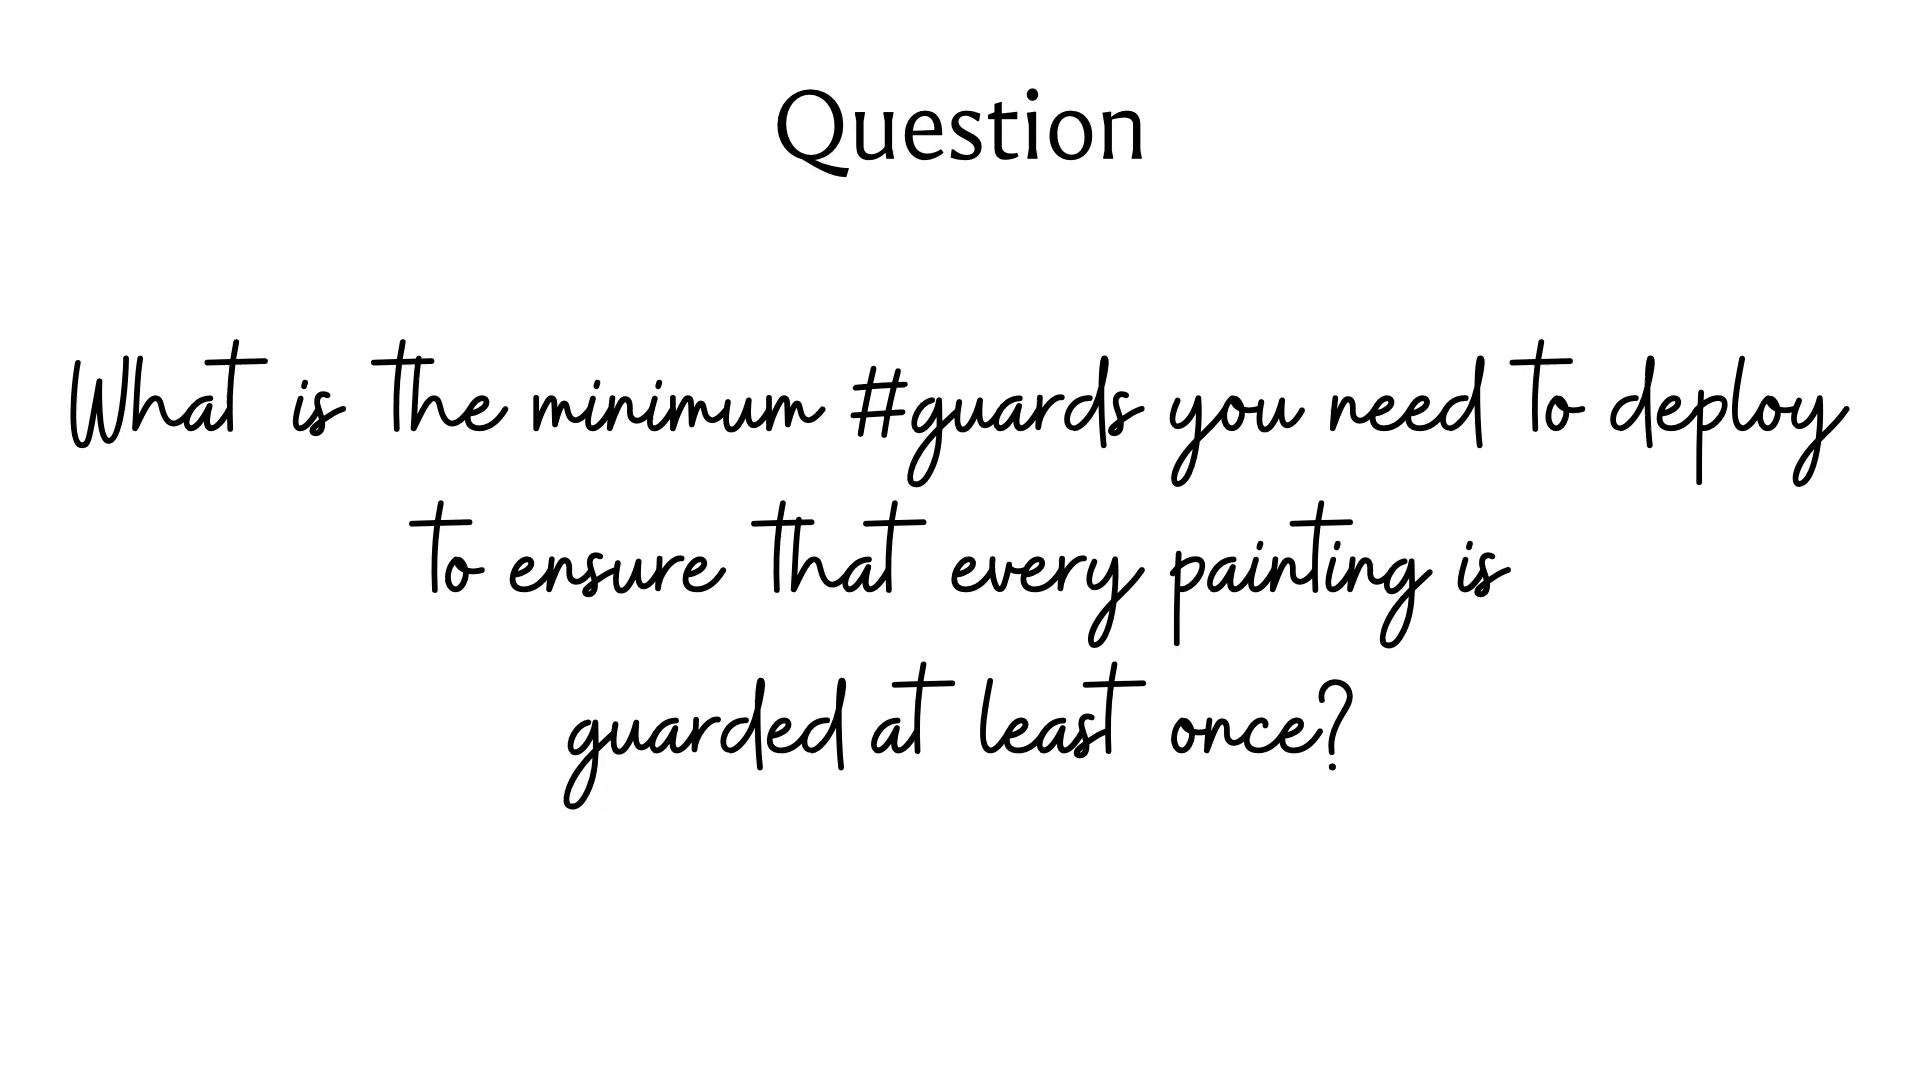 Question
What is the minimum #guards you need to deploy
to ensure that every painting is
guarded at least once?